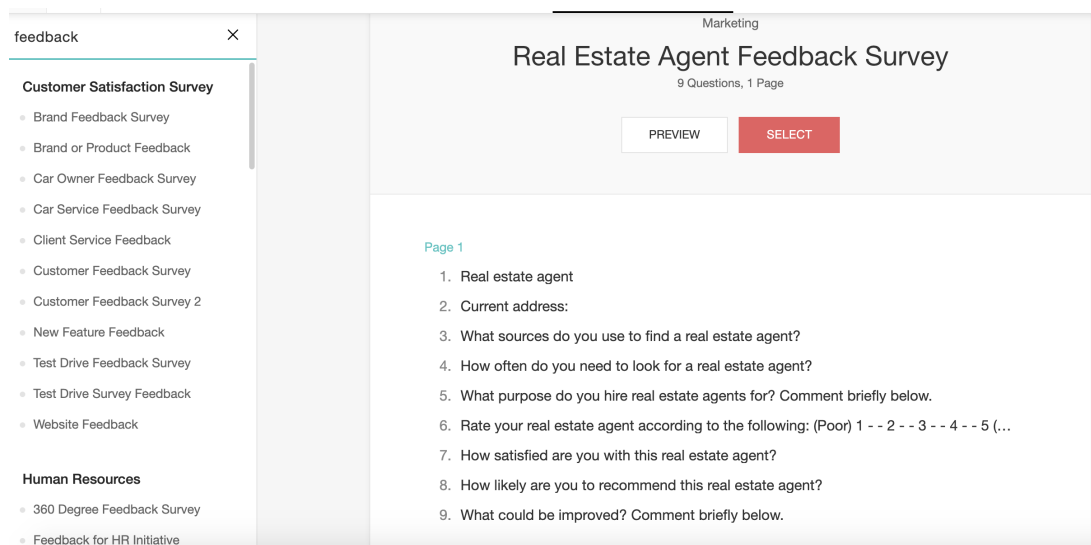 feedback
Customer Satisfaction Survey
Brand Feedback Survey
Brand or Product Feedback
Car Owner Feedback Survey
Car Service Feedback Survey
Client Service Feedback
Customer Feedback Survey
Customer Feedback Survey 2
New Feature Feedback
Test Drive Feedback Survey
Test Drive Survey Feedback
Website Feedback
Human Resources
360 Degree Feedback Survey
Feedback for HR Initiative
Marketing
Real Estate Agent Feedback Survey
9 Questions, 1 Page
PREVIEW
SELECT
Page 1
1. Real estate agent
2. Current address:
3. What sources do you use to find a real estate agent?
4. How often do you need to look for a real estate agent?
5. What purpose do you hire real estate agents for? Comment briefly below.
6. Rate your real estate agent according to the following: (Poor) 1 - - 2 - - 3 - - 4 - - 5 (...
7. How satisfied are you with this real estate agent?
8. How likely are you to recommend this real estate agent?
9. What could be improved? Comment briefly below.